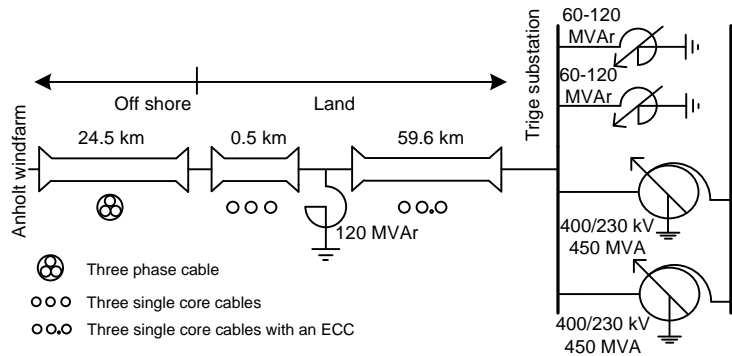 60-120
MVAr
60-120
MVAr
Trige substation
Off shore
Land
24.5 km
0.5 km
59.6 km
Anholt windfarm
120 MVAr
400/230 kV
450 MVA
400/230 kV
450 MVA
Three phase cable
Three single core cables
Three single core cables with an ECC